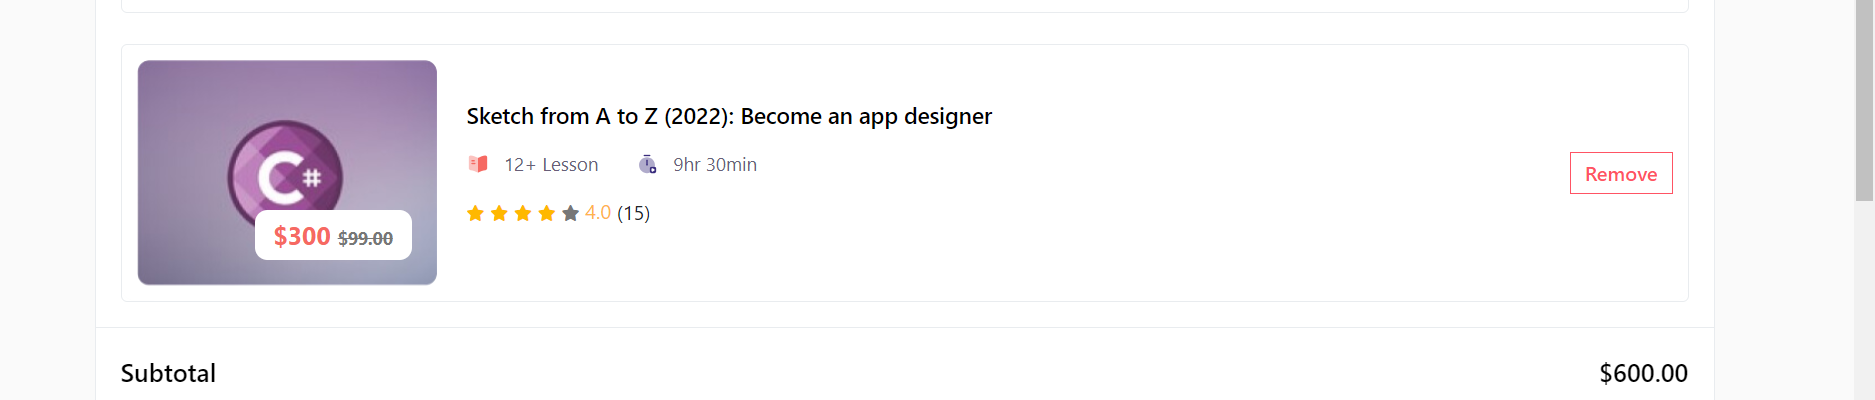 C#
$300 $99.00
Sketch from A to Z (2022): Become an app designer
12+ Lesson 9hr 30min
4.0 (15)
Remove
Subtotal $600.00